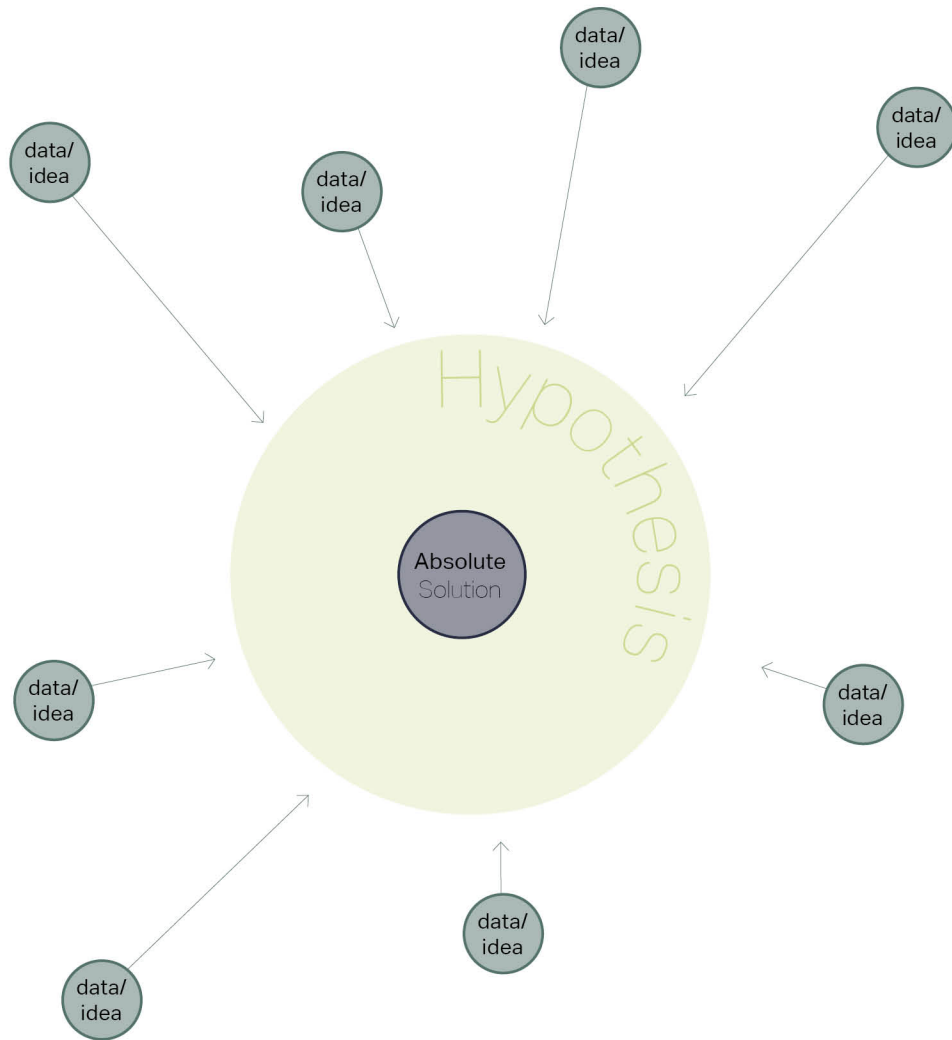 data/
idea
data/
idea
data/
idea
data/
idea
Hypothesis
Absolute
Solution
data/
idea
data/
idea
data/
idea
data/
idea